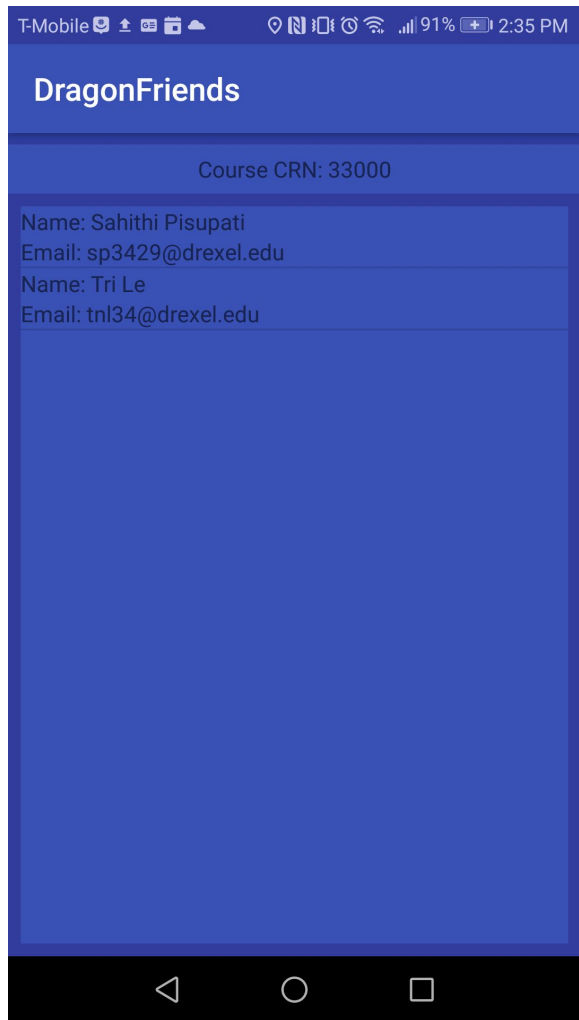 T-Mobile 91% 2:35 PM
DragonFriends
Course CRN: 33000
Name: Sahithi Pisupati
Email: sp3429@drexel.edu
Name: Tri Le
Email: tnl34@drexel.edu